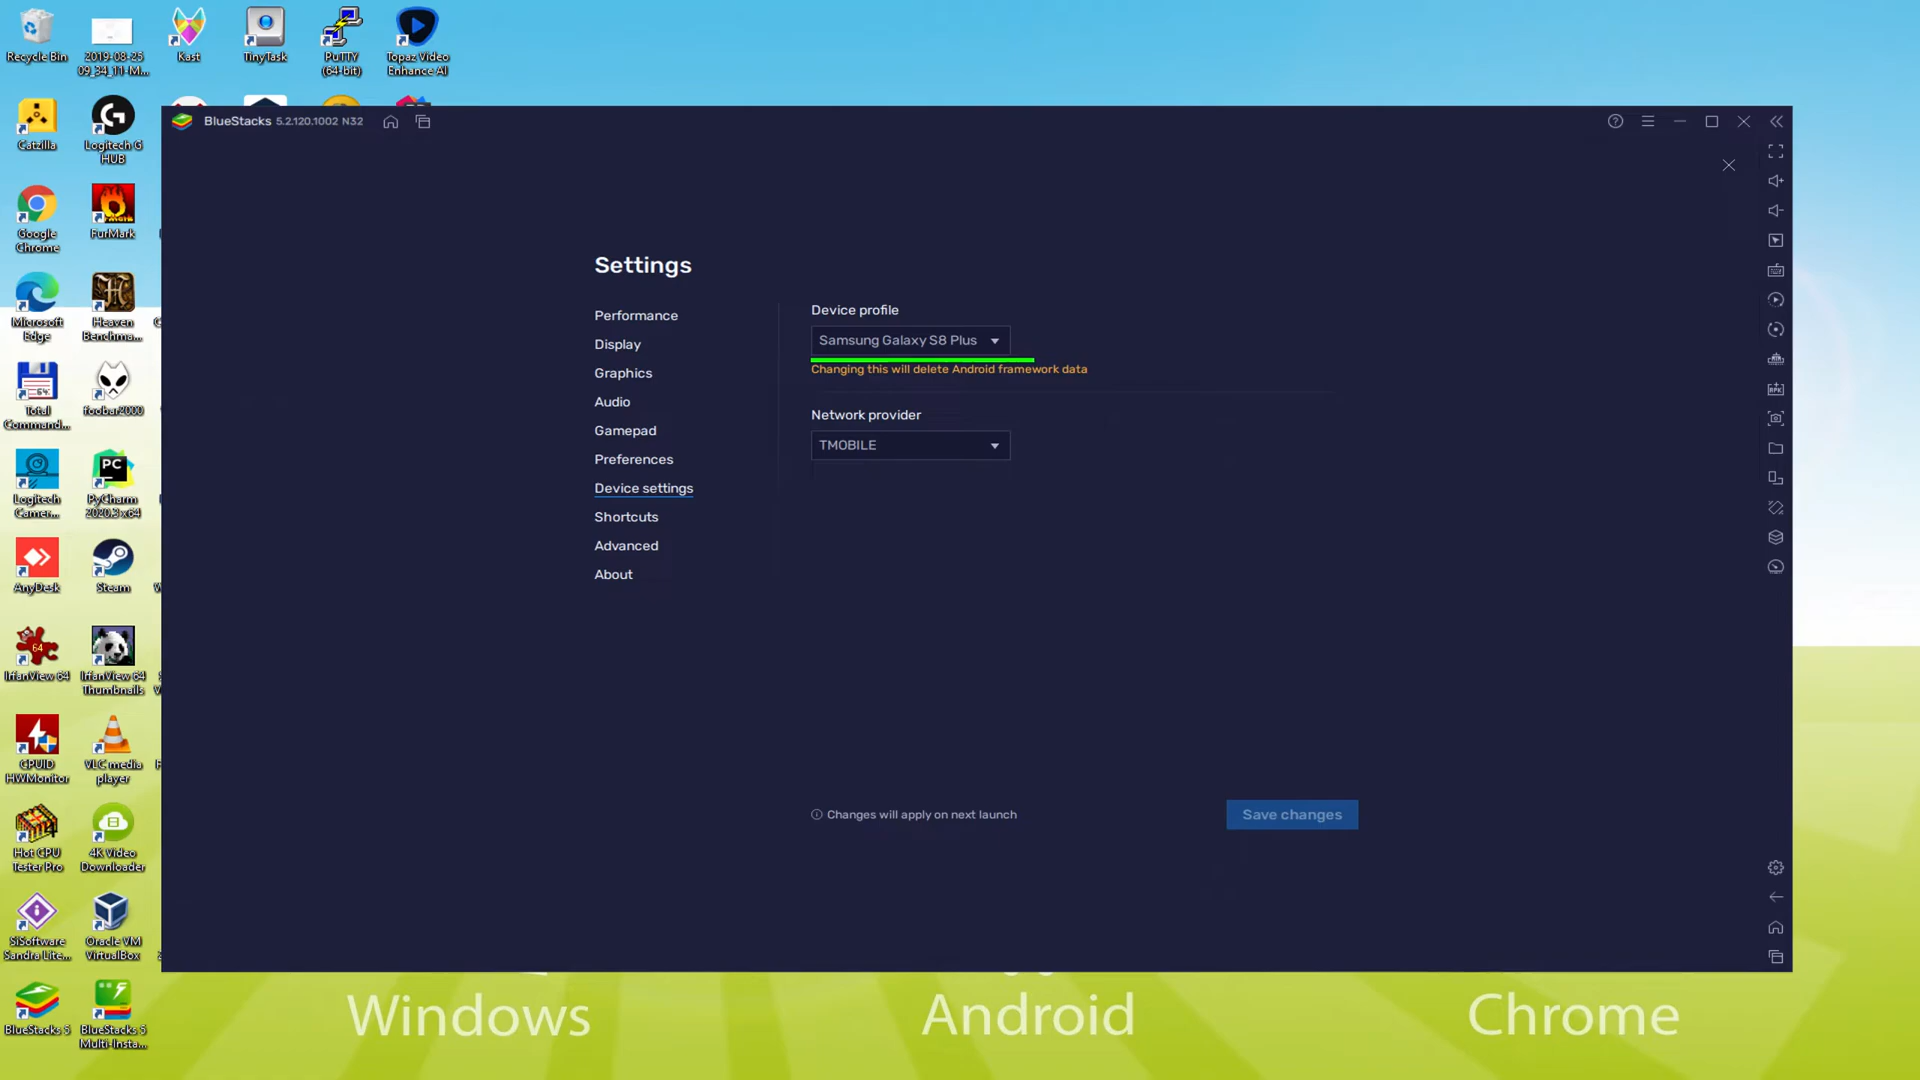 Recycle Bin
2019-08-25
09_34_11-M...
Kast
TinyTask
PuTTY
(64-bit)
Topaz Video
Enhance AI
Catzilla
Logitech G
HUB
Google
Chrome
FurMark
Microsoft
Edge
Heaven
Benchma...
Total
Command...
foobar2000
Logitech
Camer...
PyCharm
2020.3 x64
AnyDesk
Steam
IrfanView 64
IrfanView 64
Thumbnails
CPUID
HWMonitor
VLC media
player
Hot CPU
Tester Pro
4K Video
Downloader
SiSoftware
Sandra Lite...
Oracle VM
VirtualBox
BlueStacks 5
BlueStacks 5
Multi-Insta...
BlueStacks 5.2.120.1002 N32
Settings
Performance
Display
Graphics
Audio
Gamepad
Preferences
Device settings
Shortcuts
Advanced
About
Device profile
Samsung Galaxy S8 Plus
Changing this will delete Android framework data
Network provider
TMOBILE
Changes will apply on next launch
Save changes
Windows
Android
Chrome